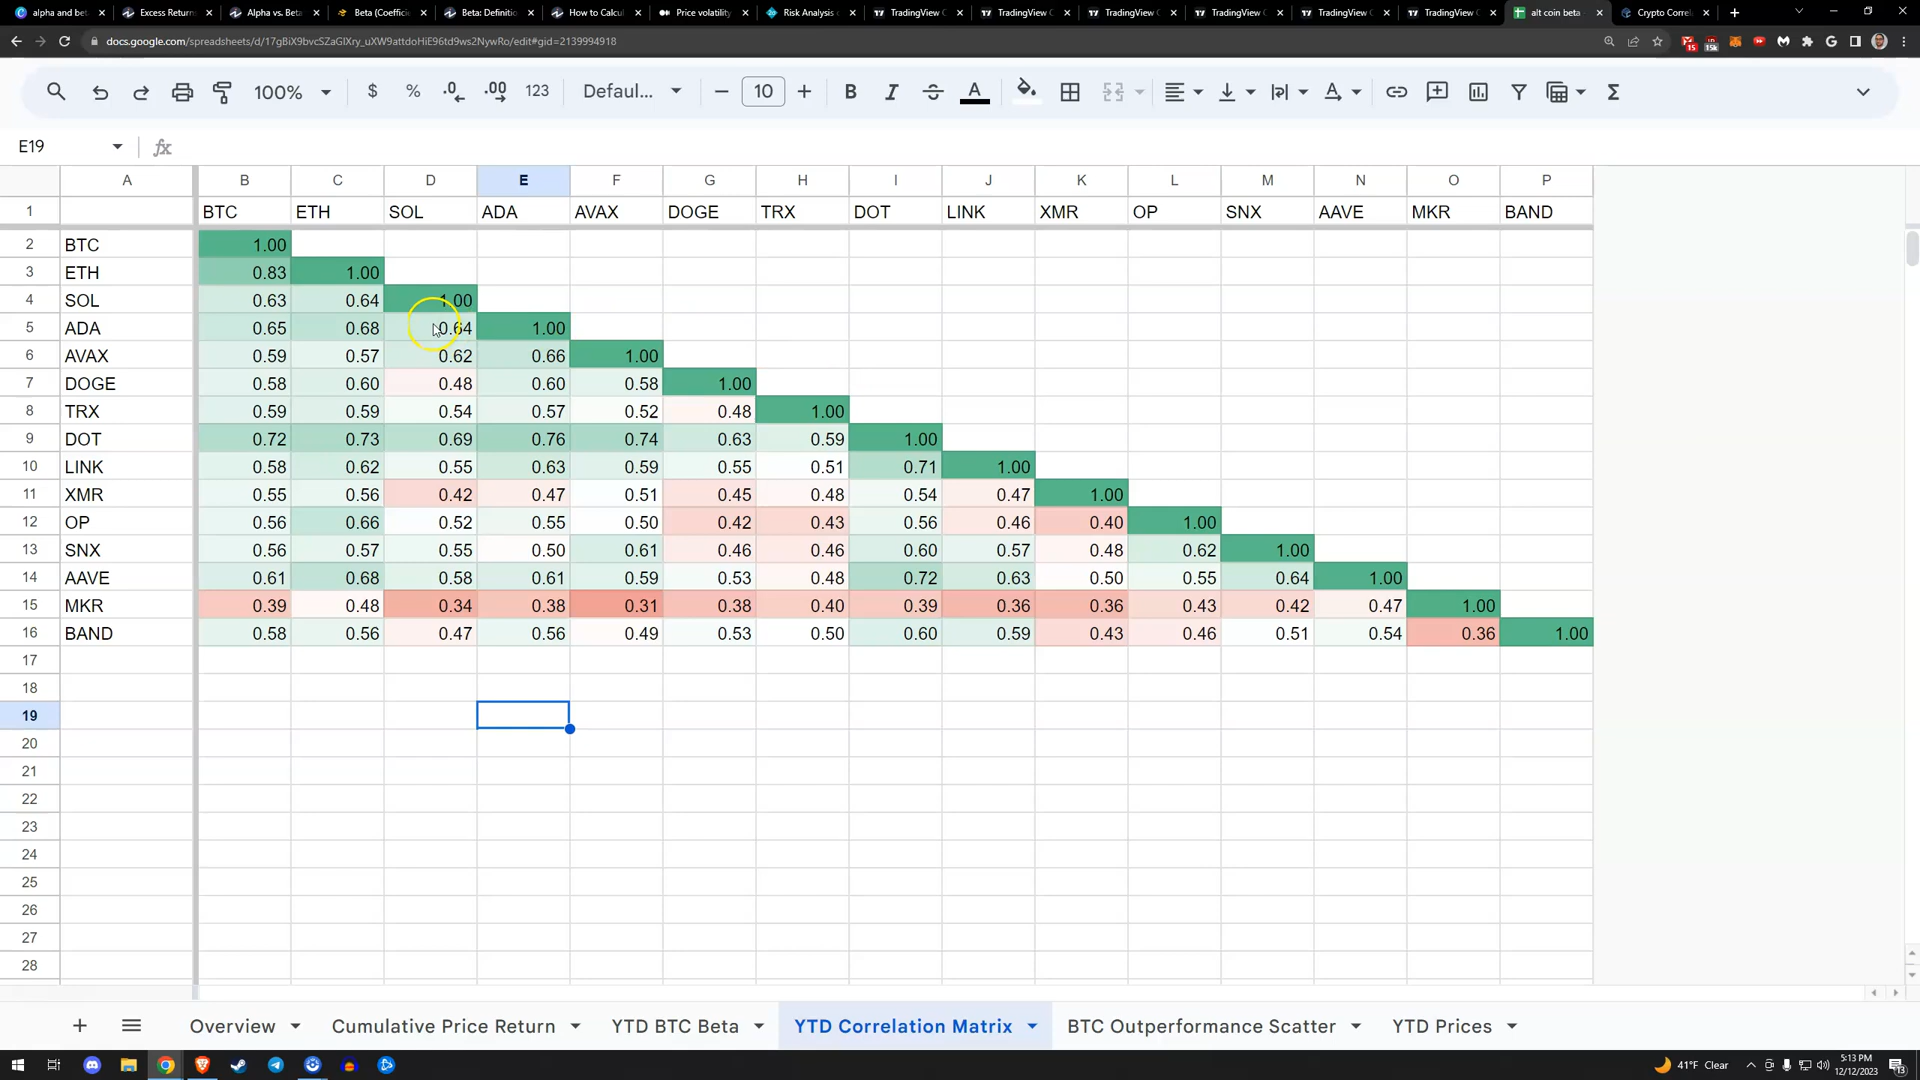 alpha and be
Excess Return
Alpha vs. Beta
Beta (Coeffici
Beta: Definitio
How to Calcu
Price volatility
Risk Analysis
TradingView C
TradingView C
TradingView C
TradingView C
TradingView C
TradingView C
alt coin beta
Crypto Correl
docs.google.com/spreadsheets/d/17gBiX9bvcSZaGlXry_uXW9attdoHiE96td9ws2NywRo/edit#gid=2139994918
100% $ % .0 .00 123 Defaul... 10 B I A
E19 fx
A B C D E F G H I J K L M N O P
1 BTC ETH SOL ADA AVAX DOGE TRX DOT LINK XMR OP SNX AAVE MKR BAND
2 BTC 1.00
3 ETH 0.83 1.00
4 SOL 0.63 0.64 1.00
5 ADA 0.65 0.68 0.64 1.00
6 AVAX 0.59 0.57 0.62 0.66 1.00
7 DOGE 0.58 0.60 0.48 0.60 0.58 1.00
8 TRX 0.59 0.59 0.54 0.57 0.52 0.48 1.00
9 DOT 0.72 0.73 0.69 0.76 0.74 0.63 0.59 1.00
10 LINK 0.58 0.62 0.55 0.63 0.59 0.55 0.51 0.71 1.00
11 XMR 0.55 0.56 0.42 0.47 0.51 0.45 0.48 0.54 0.47 1.00
12 OP 0.56 0.66 0.52 0.55 0.50 0.42 0.43 0.56 0.46 0.40 1.00
13 SNX 0.56 0.57 0.55 0.50 0.61 0.46 0.46 0.60 0.57 0.48 0.62 1.00
14 AAVE 0.61 0.68 0.58 0.61 0.59 0.53 0.48 0.72 0.63 0.50 0.55 0.64 1.00
15 MKR 0.39 0.48 0.34 0.38 0.31 0.38 0.40 0.39 0.36 0.36 0.43 0.42 0.47 1.00
16 BAND 0.58 0.56 0.47 0.56 0.49 0.53 0.50 0.60 0.59 0.43 0.46 0.51 0.54 0.36 1.00
17
18
19
20
21
22
23
24
25
26
27
28
Overview Cumulative Price Return YTD BTC Beta YTD Correlation Matrix BTC Outperformance Scatter YTD Prices
41°F Clear
5:13 PM
12/12/2023